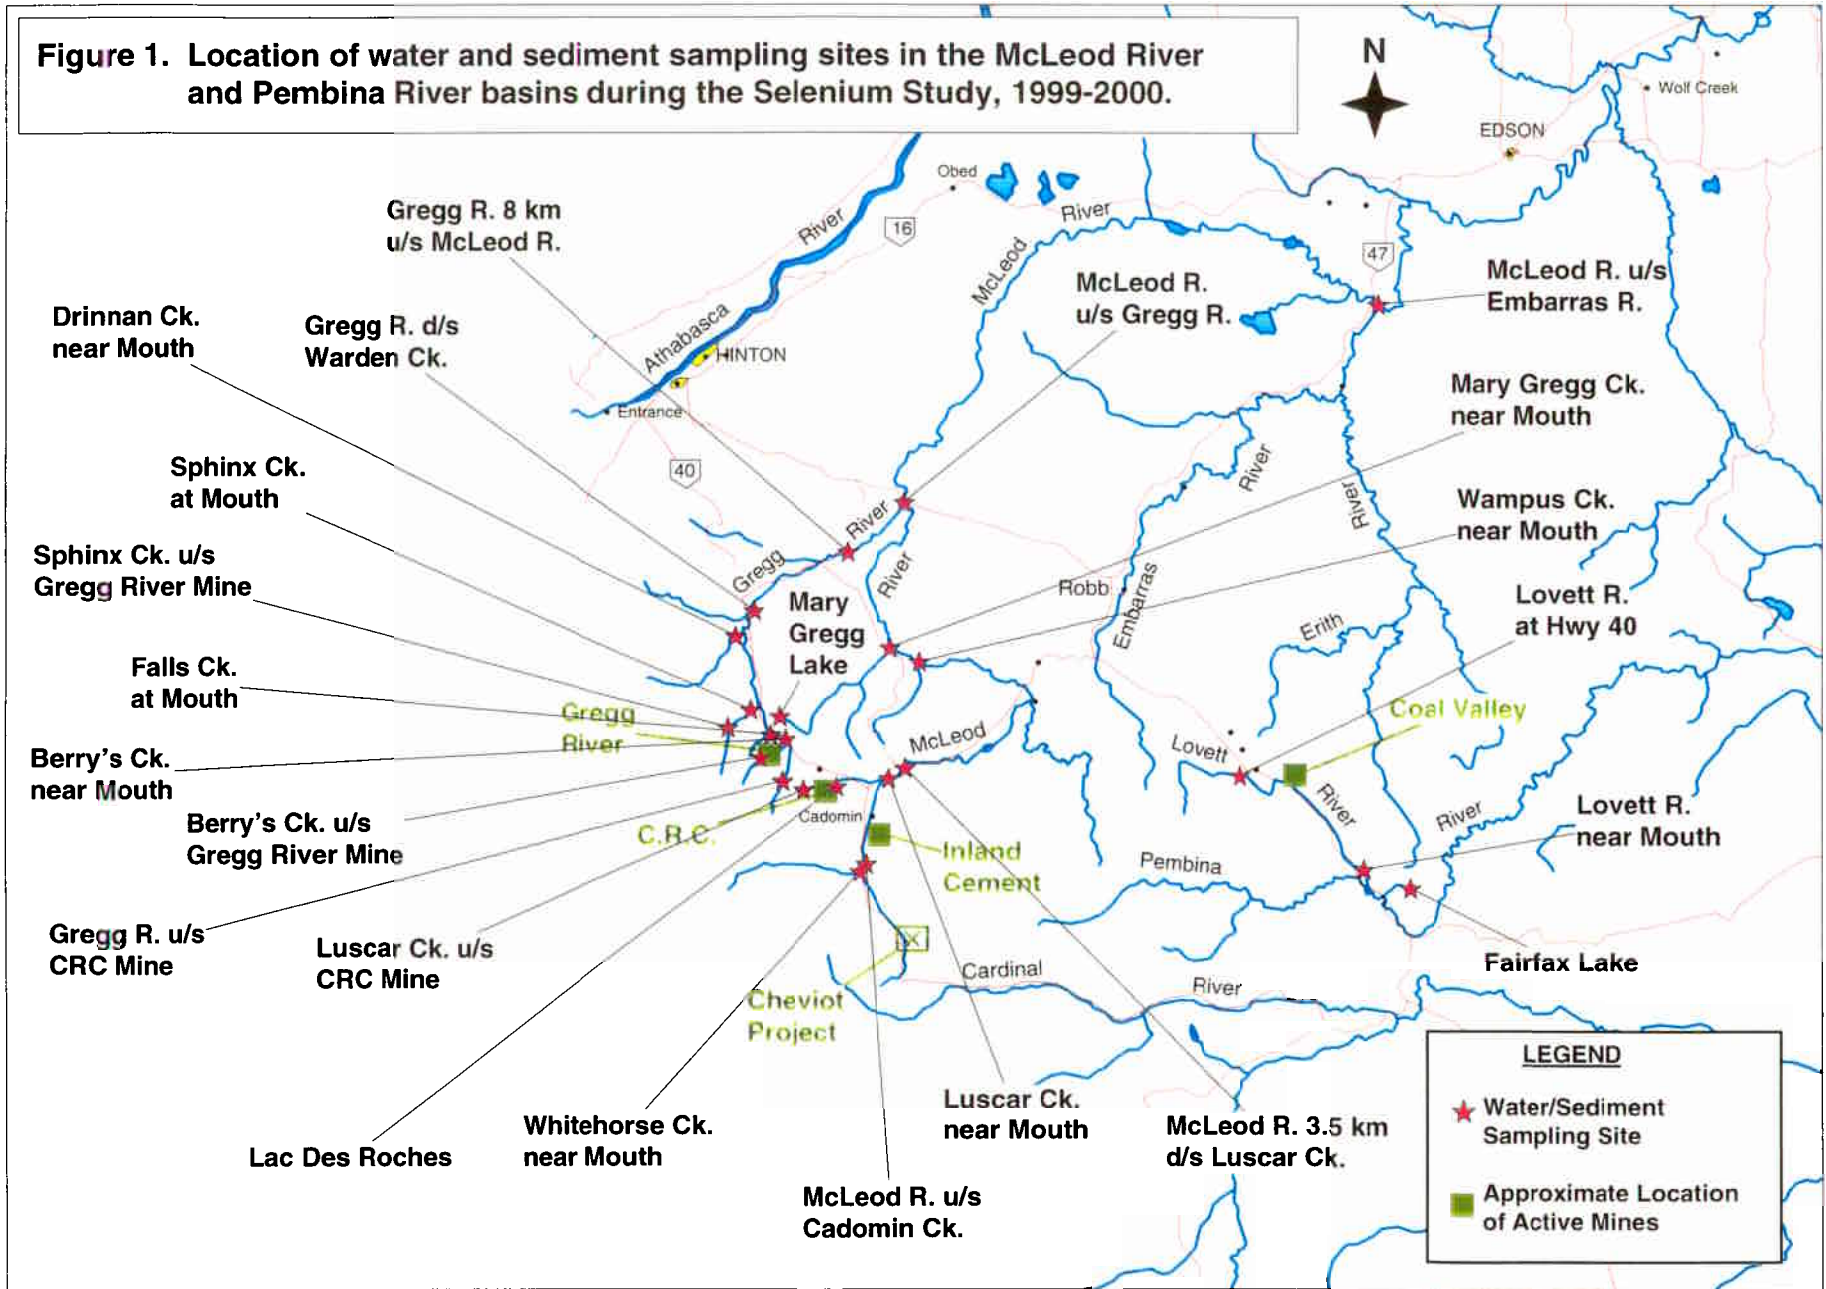 Figure 1. Location of water and sediment sampling sites in the McLeod River
and Pembina River basins during the Selenium Study, 1999-2000.
N
Wolf Creek
EDSON
Obed
River
16
River
McLeod
47
Gregg R. 8 km
u/s McLeod R.
McLeod R.
u/s Gregg R.
McLeod R. u/s
Embarras R.
Drinnan Ck.
near Mouth
Gregg R. d/s
Warden Ck.
Athabasca
HINTON
Entrance
Mary Gregg Ck.
near Mouth
Sphinx Ck.
at Mouth
40
River
River
Wampus Ck.
near Mouth
River
Gregg
River
Sphinx Ck. u/s
Gregg River Mine
Mary
Gregg
Lake
Robb
Embarras
Erith
Lovett R.
at Hwy 40
Falls Ck.
at Mouth
Gregg
River
McLeod
Lovett
Coal Valley
Berry's Ck.
near Mouth
River
River
Lovett R.
near Mouth
Berry's Ck. u/s
Gregg River Mine
C.R.C.
Cadomin
Inland
Cement
Pembina
Gregg R. u/s
CRC Mine
Luscar Ck. u/s
CRC Mine
Fairfax Lake
Cheviot
Project
Cardinal
River
Lac Des Roches
Whitehorse Ck.
near Mouth
Luscar Ck.
near Mouth
McLeod R. 3.5 km
d/s Luscar Ck.
McLeod R. u/s
Cadomin Ck.
LEGEND
Water/Sediment
Sampling Site
Approximate Location
of Active Mines